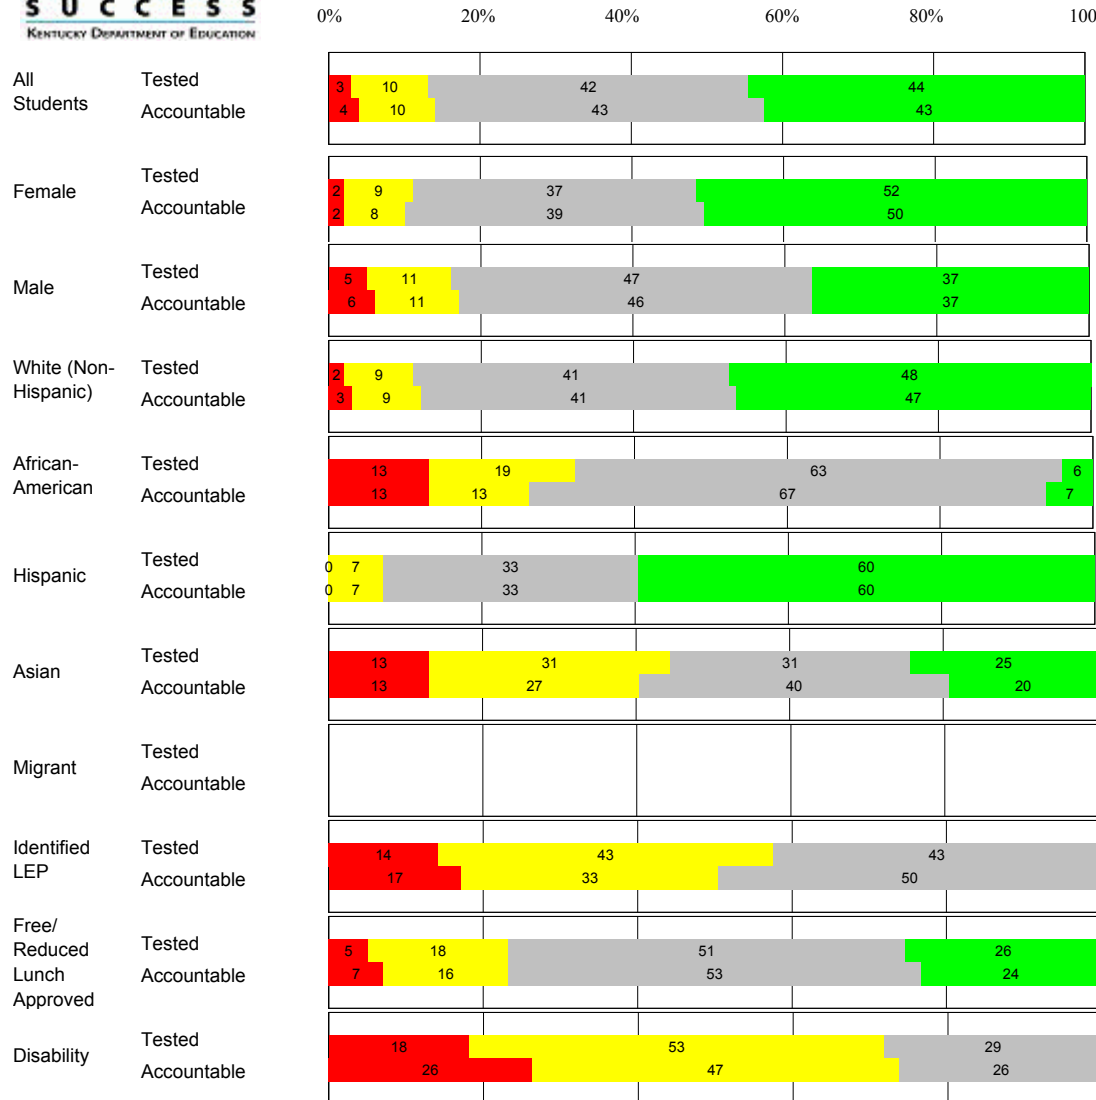 SUCCESS
KENTUCKY DEPARTMENT OF EDUCATION
0% 20% 40% 60% 80% 100
All Students
Tested 3 10 42 44
Accountable 4 10 43 43
Female
Tested 2 9 37 52
Accountable 2 8 39 50
Male
Tested 5 11 47 37
Accountable 6 11 46 37
White (Non-
Hispanic)
Tested 2 9 41 48
Accountable 3 9 41 47
African-
American
Tested 13 19 63 6
Accountable 13 13 67 7
Hispanic
Tested 0 7 33 60
Accountable 0 7 33 60
Asian
Tested 13 31 31 25
Accountable 13 27 40 20
Migrant
Tested
Accountable
Identified
LEP
Tested 14 43 43
Accountable 17 33 50
Free/
Reduced
Lunch
Approved
Tested 5 18 51 26
Accountable 7 16 53 24
Disability
Tested 18 53 29
Accountable 26 47 26